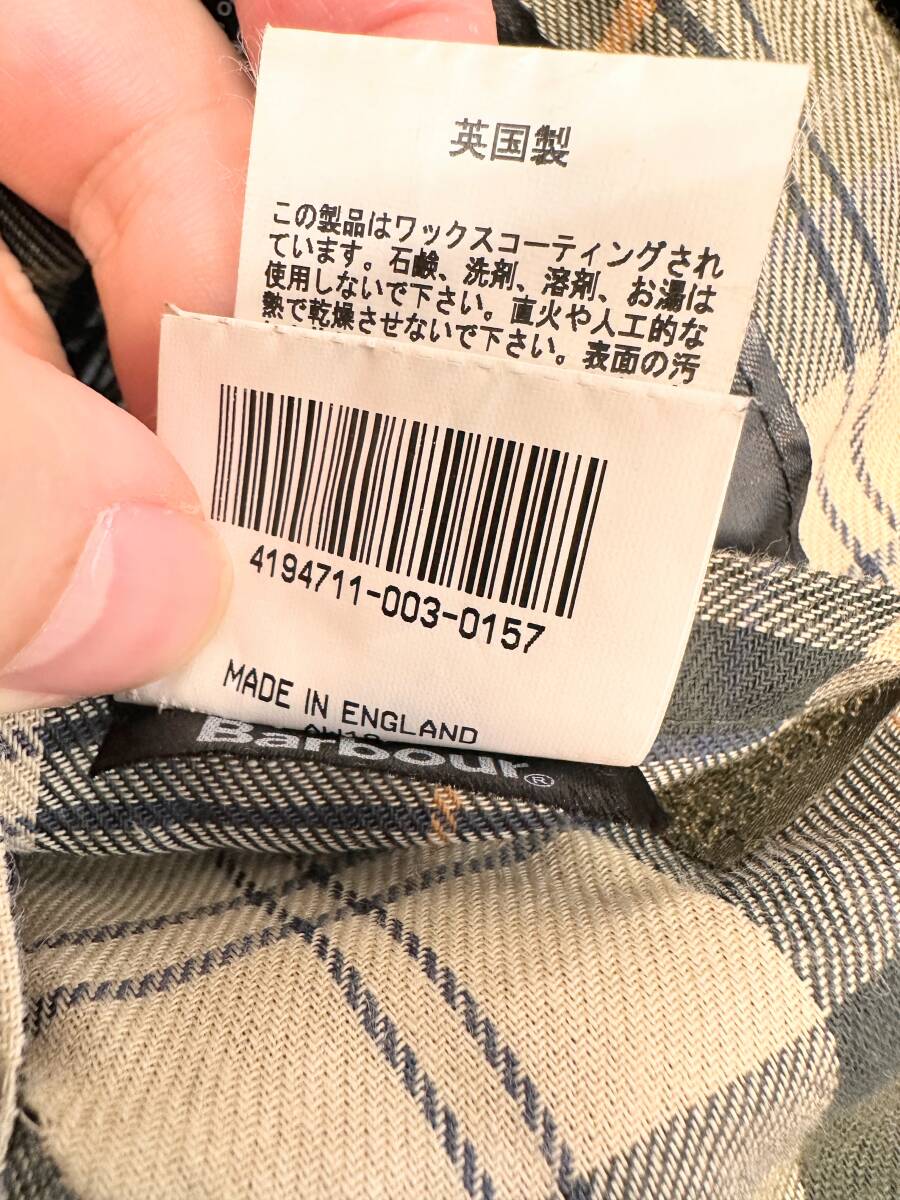 英国製
この製品はワックスコーティングされ
ています。石鹸、洗剤、溶剤、お湯は
使用しないで下さい。直火や人工的な
熱で乾燥させないで下さい。表面の汚
4194711-003-0157
MADE IN ENGLAND
Barbour®